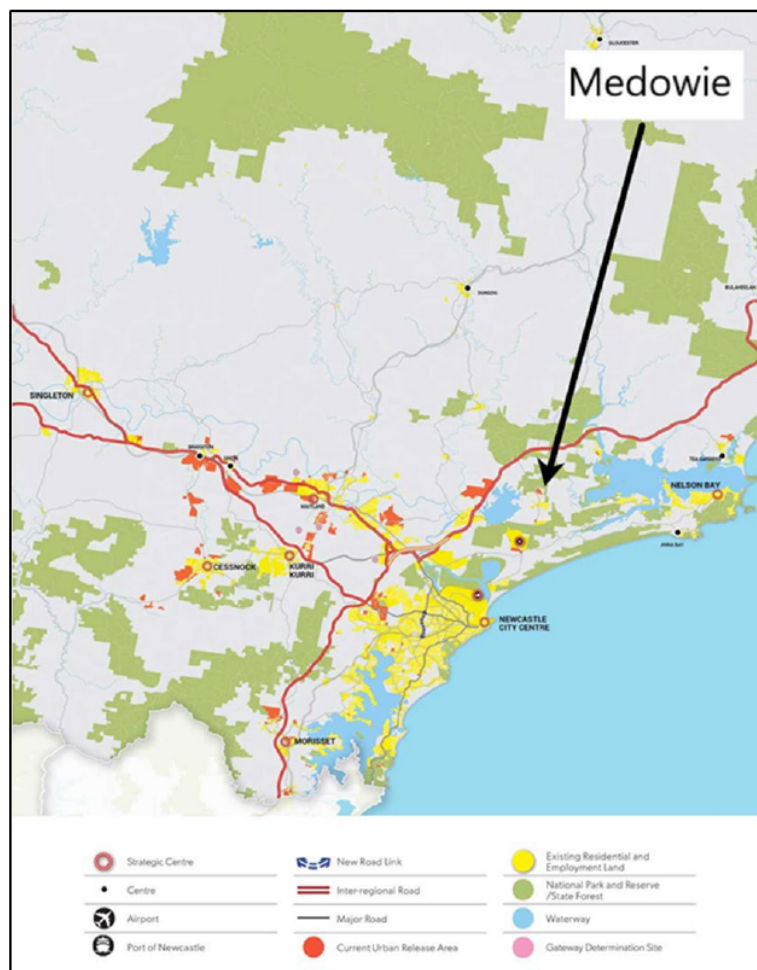 GLOUCESTER
Medowie
DUNGOG
BULAHDELAH
SINGLETON
BRANXTON
GRETA
MAITLAND
TEA GARDENS
NELSON BAY
ANNA BAY
CESSNOCK
KURRI
KURRI
NEWCASTLE
CITY CENTRE
MORISSET
Strategic Centre
Centre
Airport
Port of Newcastle
New Road Link
Inter-regional Road
Major Road
Current Urban Release Area
Existing Residential and
Employment Land
National Park and Reserve
/State Forest
Waterway
Gateway Determination Site